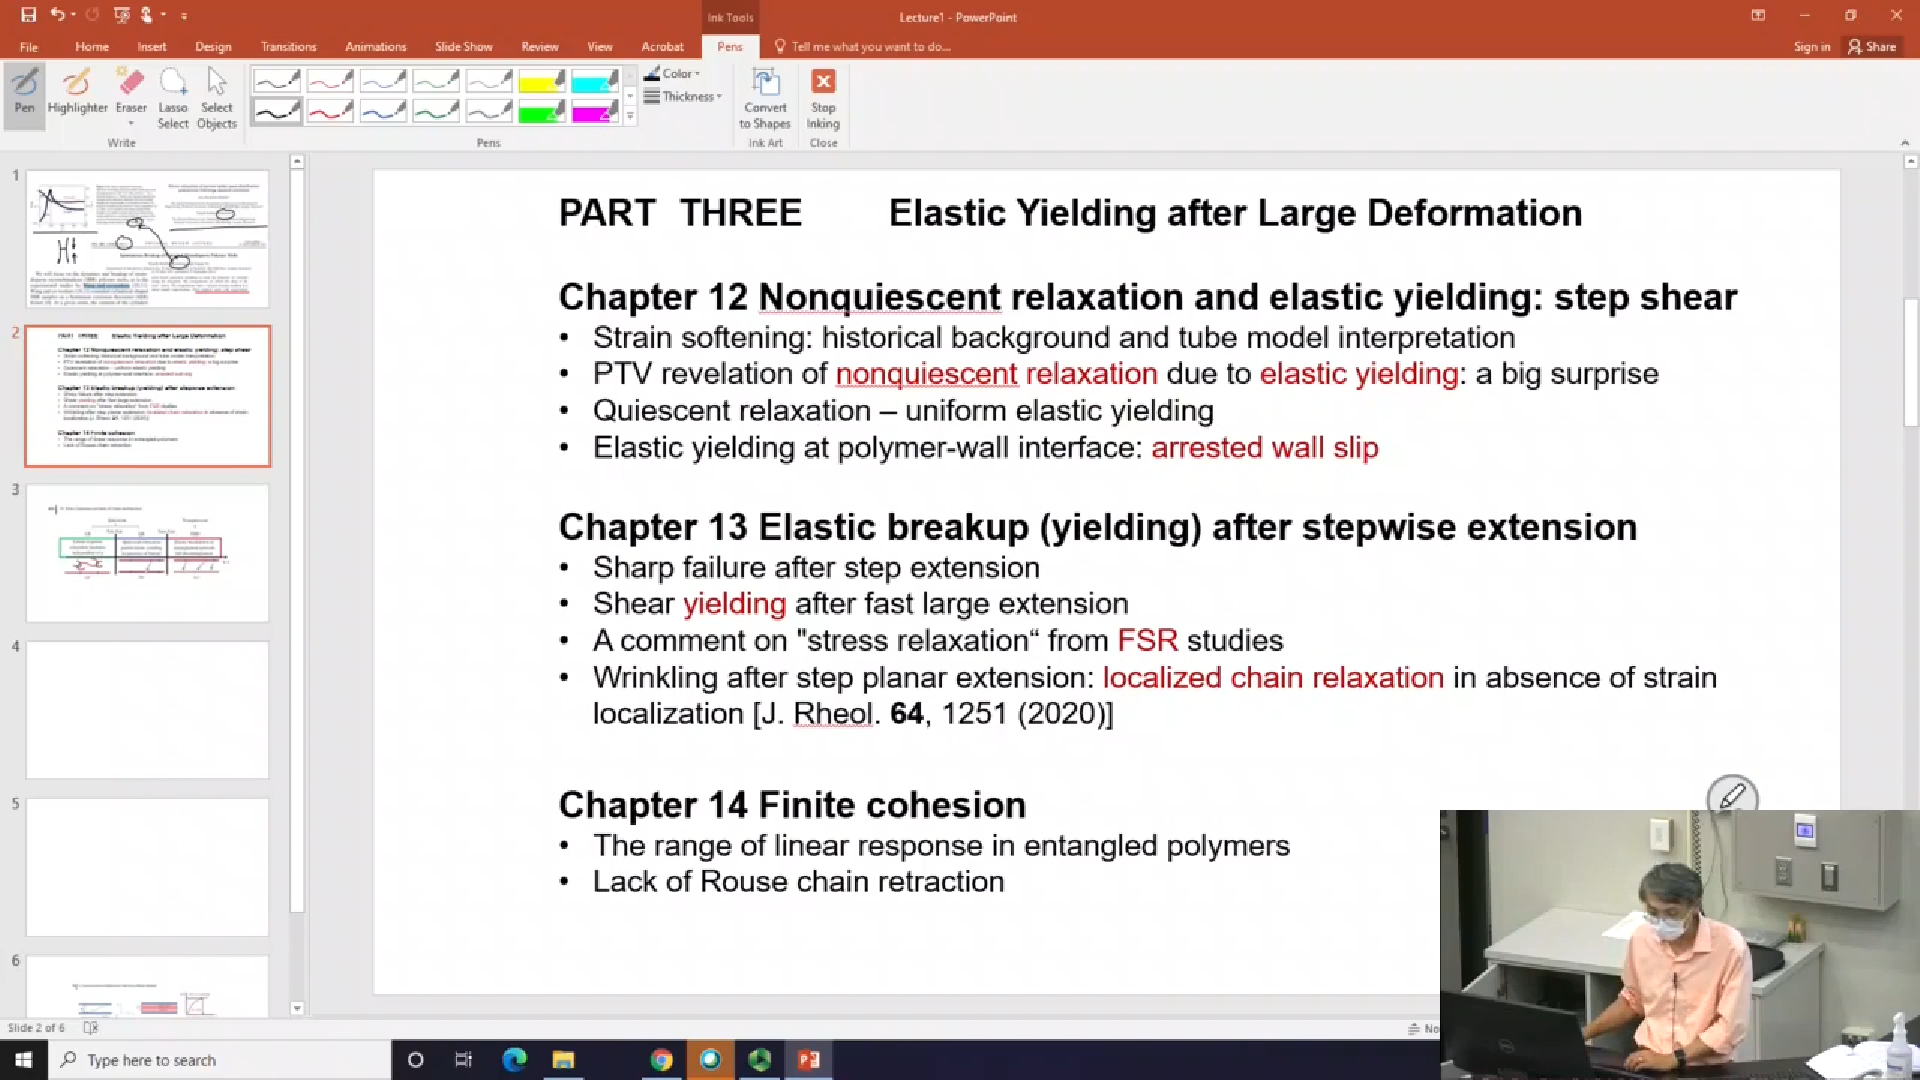 Ink Tools
Lecture1 - PowerPoint
File Home Insert Design Transitions Animations Slide Show Review View Acrobat Pens Tell me what you want to do... Sign in Share
Pen Highlighter Eraser Lasso Select Select Objects
Color
Thickness
Convert to Shapes
Stop Inking
Write Pens Ink Art Close
1
2
3
4
5
6
PART THREE Elastic Yielding after Large Deformation
Chapter 12 Nonquiescent relaxation and elastic yielding: step shear
• Strain softening: historical background and tube model interpretation
• PTV revelation of nonquiescent relaxation due to elastic yielding: a big surprise
• Quiescent relaxation – uniform elastic yielding
• Elastic yielding at polymer-wall interface: arrested wall slip
Chapter 13 Elastic breakup (yielding) after stepwise extension
• Sharp failure after step extension
• Shear yielding after fast large extension
• A comment on "stress relaxation“ from FSR studies
• Wrinkling after step planar extension: localized chain relaxation in absence of strain
localization [J. Rheol. 64, 1251 (2020)]
Chapter 14 Finite cohesion
• The range of linear response in entangled polymers
• Lack of Rouse chain retraction
Slide 2 of 6
Type here to search